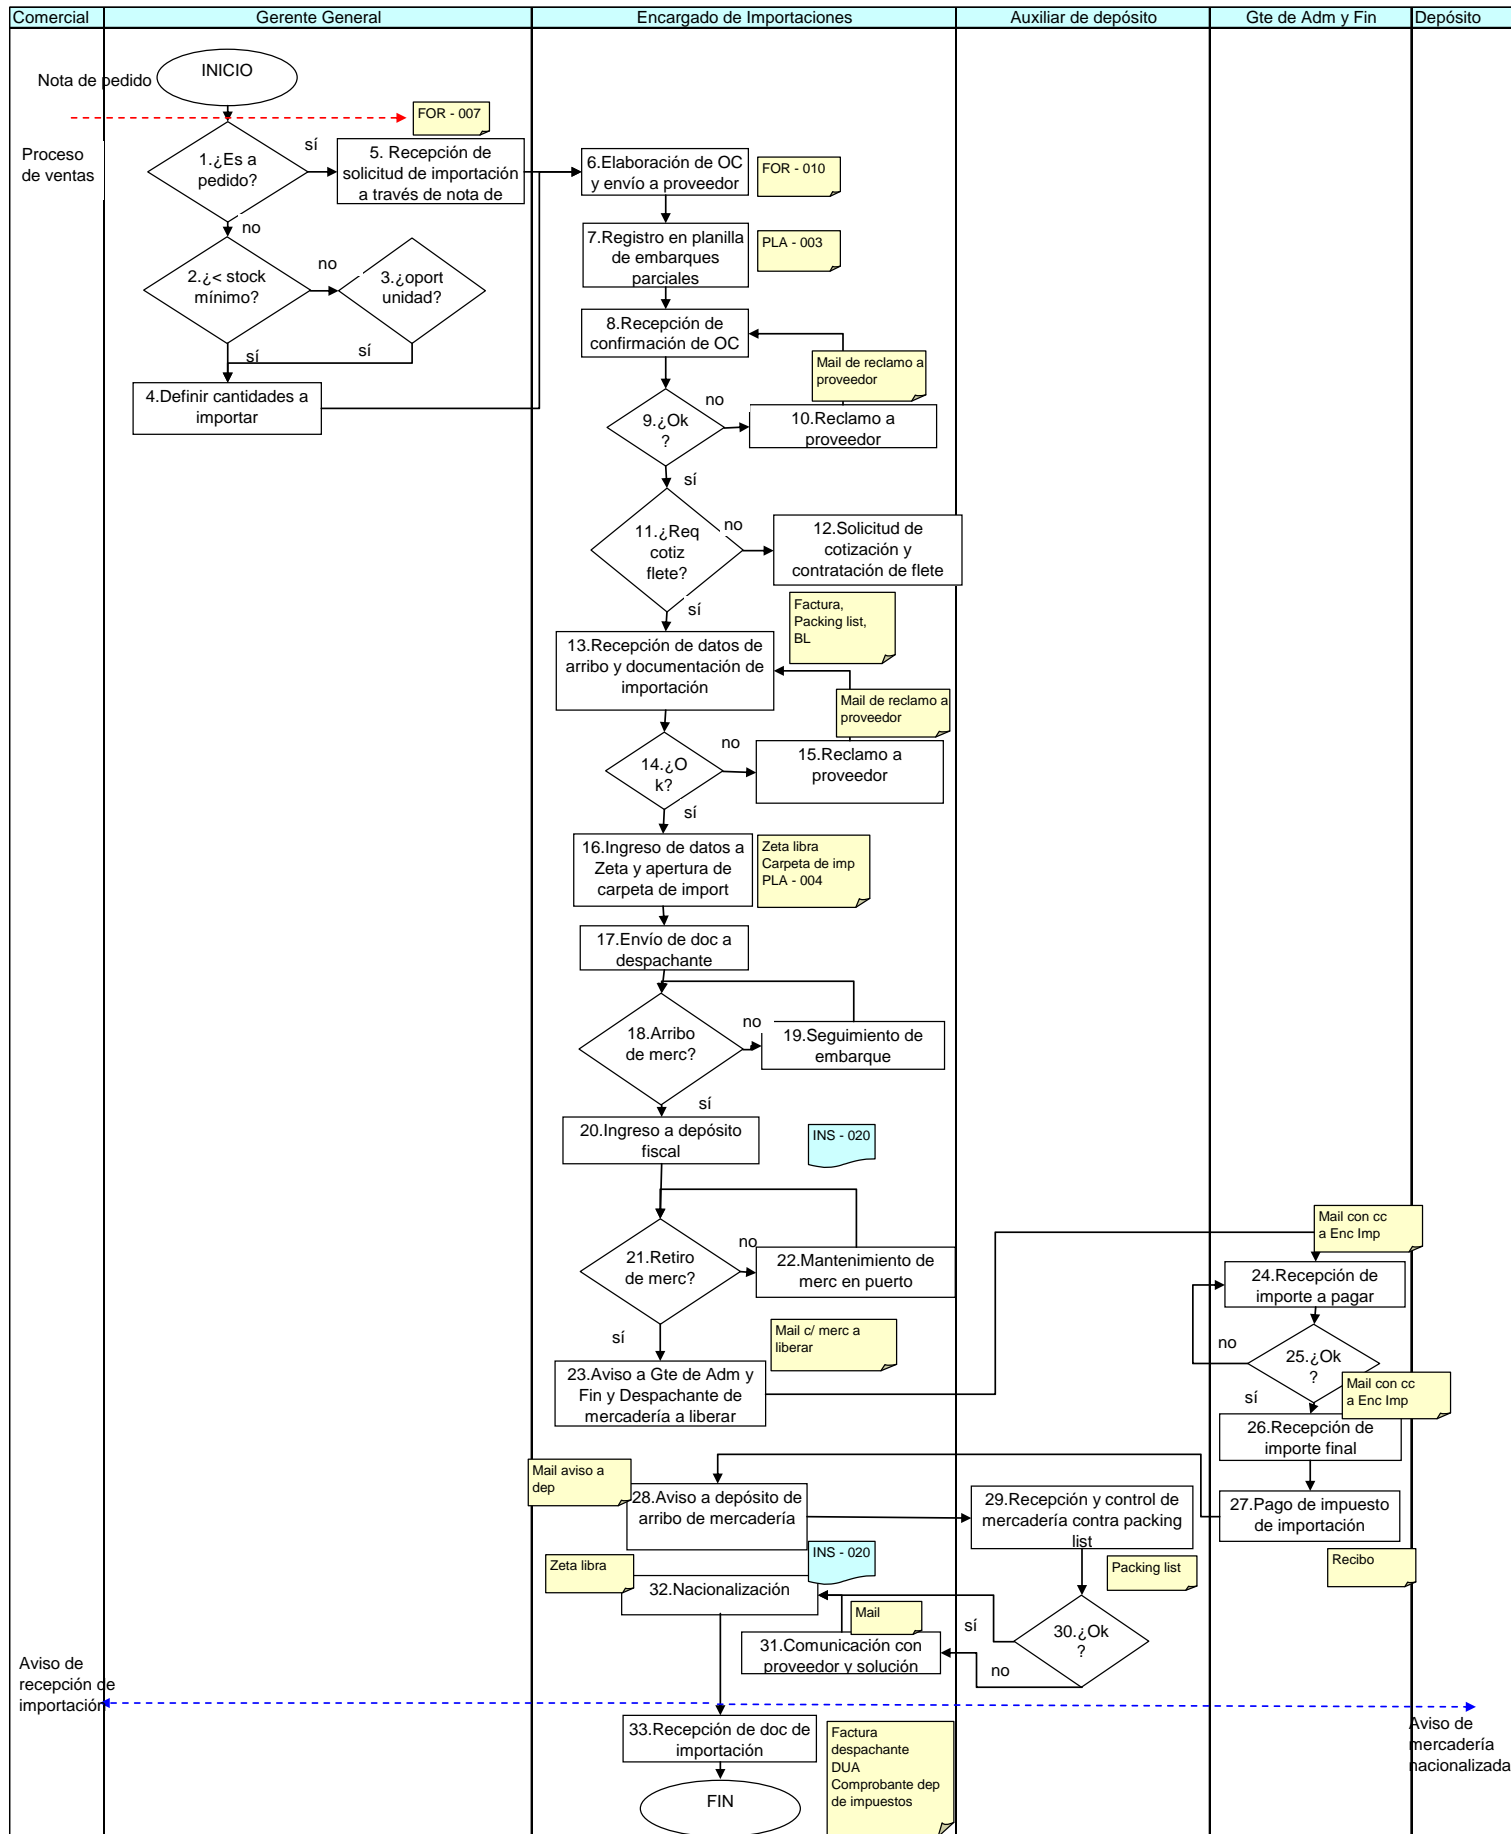 Comercial
Gerente General
Encargado de Importaciones
Auxiliar de depósito
Gte de Adm y Fin
Depósito
Nota de pedido
INICIO
FOR - 007
Proceso
de ventas
1.¿Es a
pedido?
sí
5. Recepción de
solicitud de importación
a través de nota de
6.Elaboración de OC
y envío a proveedor
FOR - 010
no
2.¿< stock
mínimo?
no
3.¿oport
unidad?
7.Registro en planilla
de embarques
parciales
PLA - 003
sí
sí
8.Recepción de
confirmación de OC
Mail de reclamo a
proveedor
4.Definir cantidades a
importar
9.¿Ok
?
no
10.Reclamo a
proveedor
sí
11.¿Req
cotiz
flete?
no
12.Solicitud de
cotización y
contratación de flete
sí
Factura,
Packing list,
BL
13.Recepción de datos de
arribo y documentación de
importación
Mail de reclamo a
proveedor
14.¿O
k?
no
15.Reclamo a
proveedor
sí
16.Ingreso de datos a
Zeta y apertura de
carpeta de import
Zeta libra
Carpeta de imp
PLA - 004
17.Envío de doc a
despachante
18.Arribo
de merc?
no
19.Seguimiento de
embarque
sí
20.Ingreso a depósito
fiscal
INS - 020
21.Retiro
de merc?
no
22.Mantenimiento de
merc en puerto
Mail con cc
a Enc Imp
24.Recepción de
importe a pagar
sí
Mail c/ merc a
liberar
23.Aviso a Gte de Adm y
Fin y Despachante de
mercadería a liberar
no
25.¿Ok
?
Mail con cc
a Enc Imp
sí
26.Recepción de
importe final
Mail aviso a
dep
28.Aviso a depósito de
arribo de mercadería
29.Recepción y control de
mercadería contra packing
list
27.Pago de impuesto
de importación
INS - 020
Zeta libra
32.Nacionalización
Packing list
Recibo
Mail
sí
30.¿Ok
?
31.Comunicación con
proveedor y solución
no
Aviso de
recepción de
importación
33.Recepción de doc de
importación
Factura
despachante
DUA
Comprobante dep
de impuestos
Aviso de
mercadería
nacionalizada
FIN